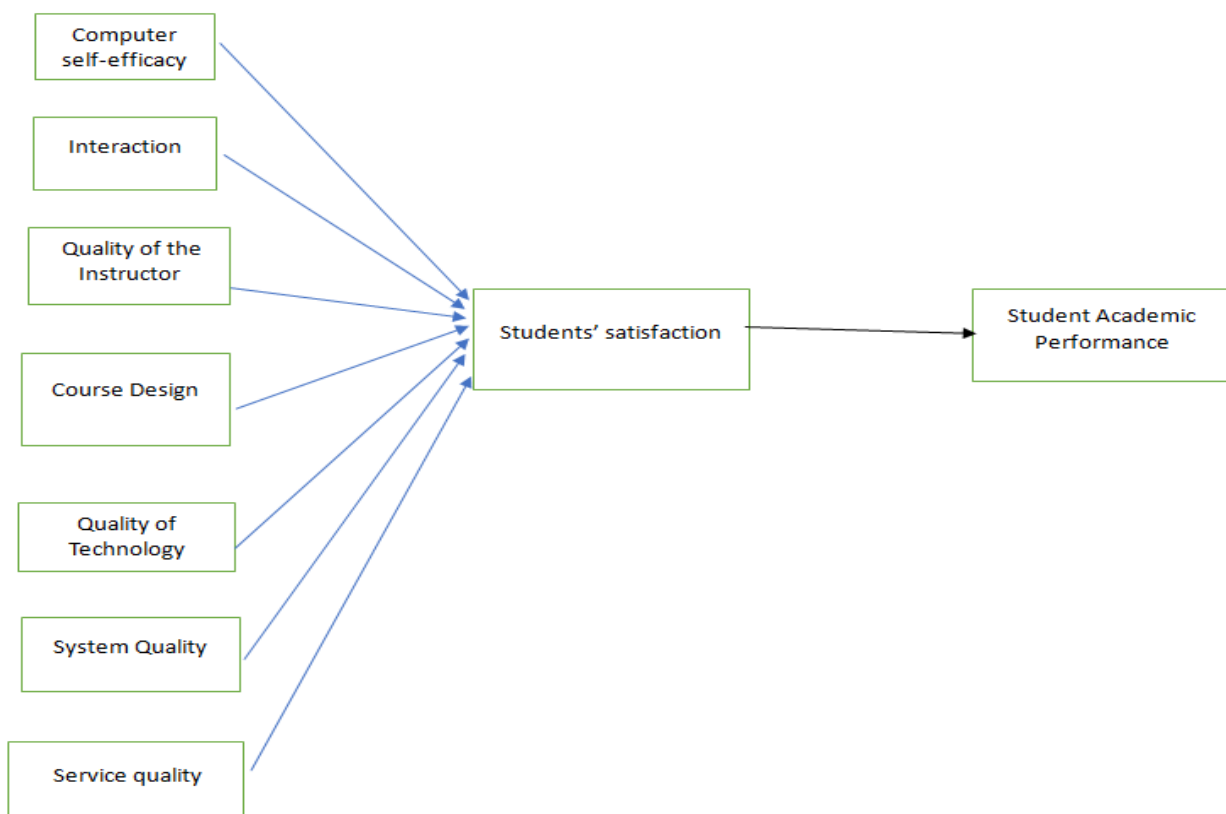 Computer
self-efficacy
Interaction
Quality of the
Instructor
Course Design
Quality of
Technology
System Quality
Service quality
Students’ satisfaction
Student Academic
Performance